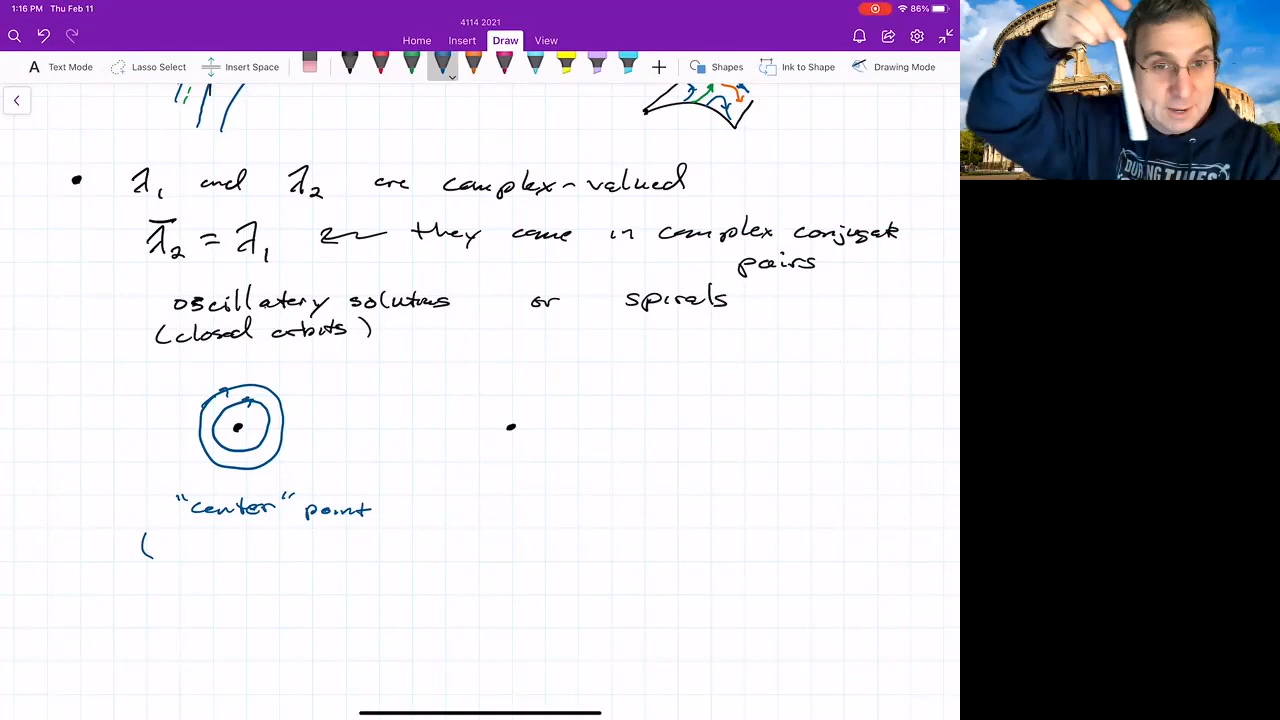 1:16 PM Thu Feb 11
86%
4114 2021
Home Insert Draw View
Text Mode Lasso Select Insert Space Shapes Ink to Shape Drawing Mode
• λ₁ and λ₂ are complex-valued
λ̄₂ = λ₁ ← they come in complex conjugate
pairs
oscillatory solutions or spirals
(closed orbits)
"center" point
(
DURING TIMES